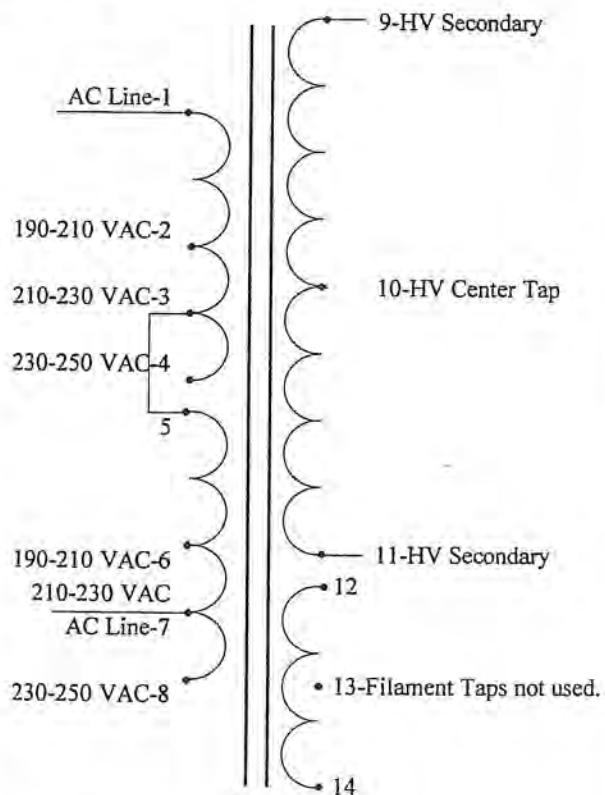 9-HV Secondary
AC Line-1
190-210 VAC-2
210-230 VAC-3
10-HV Center Tap
230-250 VAC-4
5
190-210 VAC-6
11-HV Secondary
210-230 VAC
12
AC Line-7
230-250 VAC-8
13-Filament Taps not used.
14